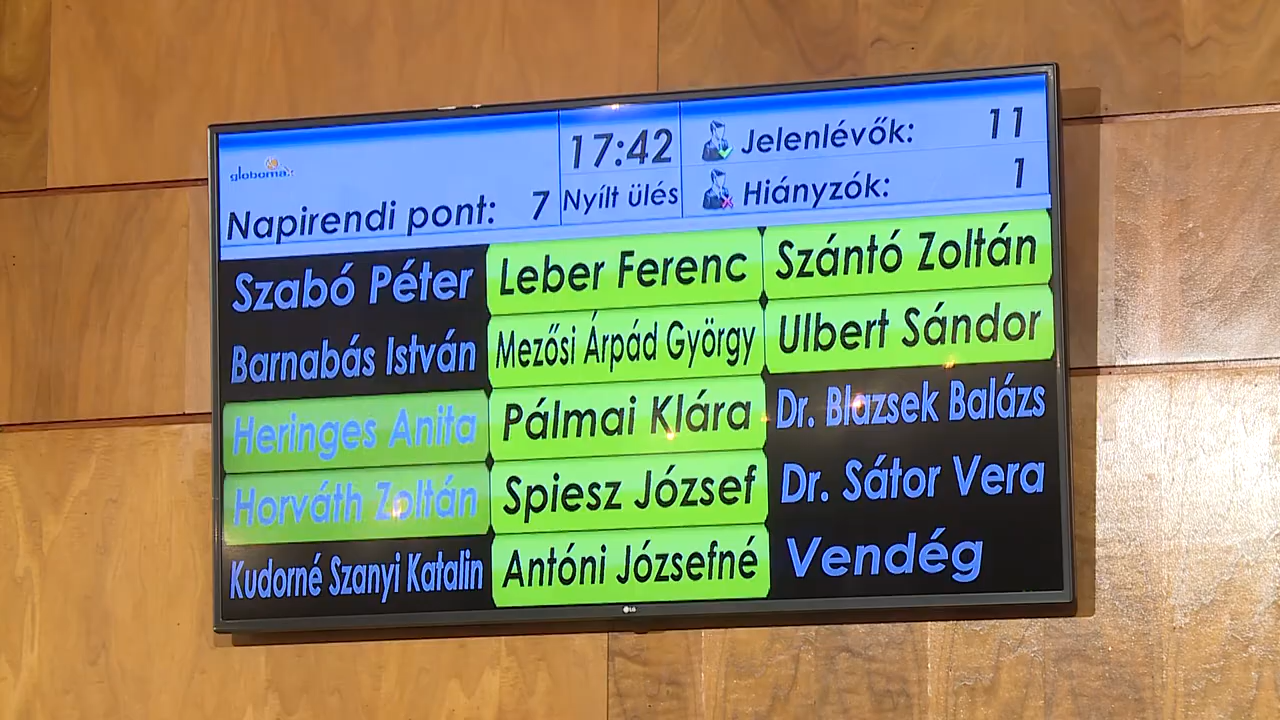 globomax
Napirendi pont: 7
17:42
Nyílt ülés
Jelenlévők: 11
Hiányzók: 1
Szabó Péter
Barnabás István
Heringes Anita
Horváth Zoltán
Kudorné Szanyi Katalin
Leber Ferenc
Mezősi Árpád György
Pálmai Klára
Spiesz József
Antóni Józsefné
Szántó Zoltán
Ulbert Sándor
Dr. Blazsek Balázs
Dr. Sátor Vera
Vendég
LG